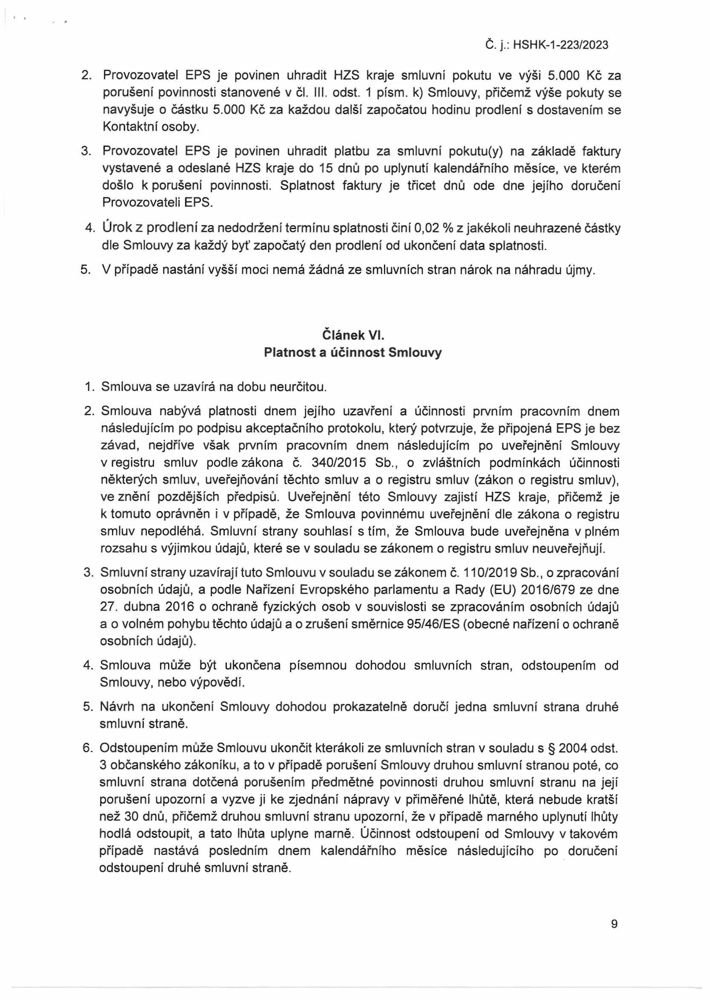 Č. j.: HSHK-1-223/2023
2. Provozovatel EPS je povinen uhradit HZS kraje smluvní pokutu ve výši 5.000 Kč za
porušení povinnosti stanovené v čl. III. odst. 1 písm. k) Smlouvy, přičemž výše pokuty se
navyšuje o částku 5.000 Kč za každou další započatou hodinu prodlení s dostavením se
Kontaktní osoby.
3. Provozovatel EPS je povinen uhradit platbu za smluvní pokutu(y) na základě faktury
vystavené a odeslané HZS kraje do 15 dnů po uplynutí kalendářního měsíce, ve kterém
došlo k porušení povinnosti. Splatnost faktury je třicet dnů ode dne jejího doručení
Provozovateli EPS.
4. Úrok z prodlení za nedodržení termínu splatnosti činí 0,02 % z jakékoli neuhrazené částky
dle Smlouvy za každý byť započatý den prodlení od ukončení data splatnosti.
5. V případě nastání vyšší moci nemá žádná ze smluvních stran nárok na náhradu újmy.
Článek VI.
Platnost a účinnost Smlouvy
1. Smlouva se uzavírá na dobu neurčitou.
2. Smlouva nabývá platnosti dnem jejího uzavření a účinnosti prvním pracovním dnem
následujícím po podpisu akceptačního protokolu, který potvrzuje, že připojená EPS je bez
závad, nejdříve však prvním pracovním dnem následujícím po uveřejnění Smlouvy
v registru smluv podle zákona č. 340/2015 Sb., o zvláštních podmínkách účinnosti
některých smluv, uveřejňování těchto smluv a o registru smluv (zákon o registru smluv),
ve znění pozdějších předpisů. Uveřejnění této Smlouvy zajistí HZS kraje, přičemž je
k tomuto oprávněn i v případě, že Smlouva povinnému uveřejnění dle zákona o registru
smluv nepodléhá. Smluvní strany souhlasí s tím, že Smlouva bude uveřejněna v plném
rozsahu s výjimkou údajů, které se v souladu se zákonem o registru smluv neuveřejňují.
3. Smluvní strany uzavírají tuto Smlouvu v souladu se zákonem č. 110/2019 Sb., o zpracování
osobních údajů, a podle Nařízení Evropského parlamentu a Rady (EU) 2016/679 ze dne
27. dubna 2016 o ochraně fyzických osob v souvislosti se zpracováním osobních údajů
a o volném pohybu těchto údajů a o zrušení směrnice 95/46/ES (obecné nařízení o ochraně
osobních údajů).
4. Smlouva může být ukončena písemnou dohodou smluvních stran, odstoupením od
Smlouvy, nebo výpovědí.
5. Návrh na ukončení Smlouvy dohodou prokazatelně doručí jedna smluvní strana druhé
smluvní straně.
6. Odstoupením může Smlouvu ukončit kterákoli ze smluvních stran v souladu s § 2004 odst.
3 občanského zákoníku, a to v případě porušení Smlouvy druhou smluvní stranou poté, co
smluvní strana dotčená porušením předmětné povinnosti druhou smluvní stranu na její
porušení upozorní a vyzve ji ke zjednání nápravy v přiměřené lhůtě, která nebude kratší
než 30 dnů, přičemž druhou smluvní stranu upozorní, že v případě marného uplynutí lhůty
hodlá odstoupit, a tato lhůta uplyne marně. Účinnost odstoupení od Smlouvy v takovém
případě nastává posledním dnem kalendářního měsíce následujícího po doručení
odstoupení druhé smluvní straně.
9